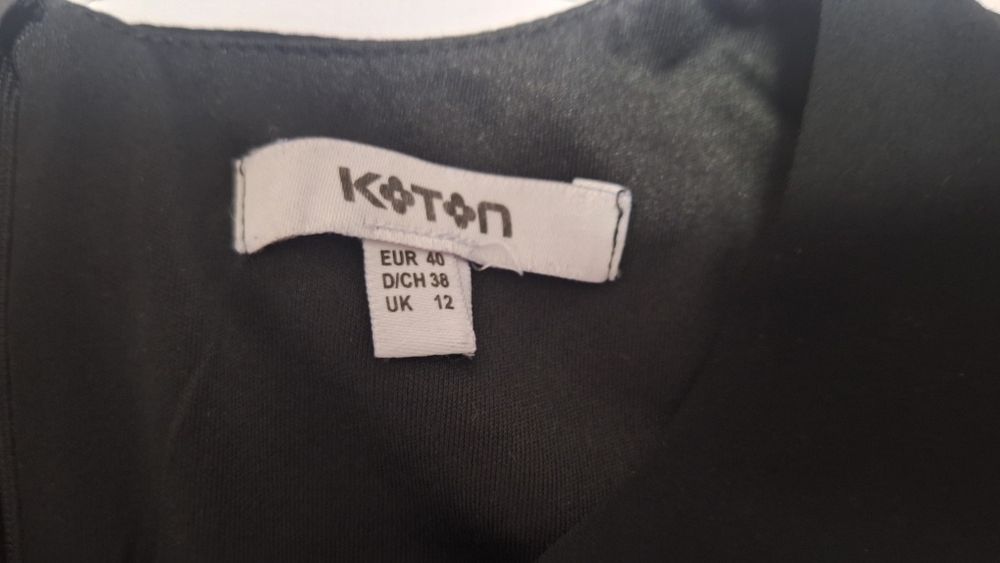 KOTON
EUR 40
D/CH 38
UK 12